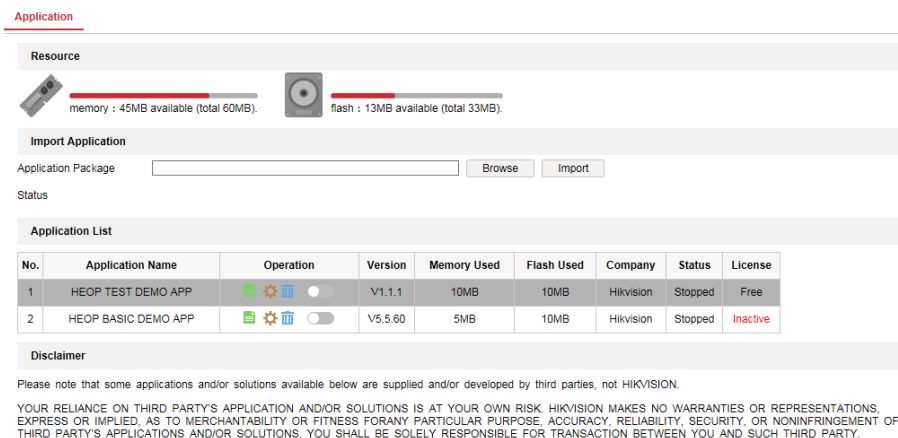 Application
Resource
memory : 45MB available (total 60MB).
flash : 13MB available (total 33MB).
Import Application
Application Package Browse Import
Status
Application List
No. Application Name Operation Version Memory Used Flash Used Company Status License
1 HEOP TEST DEMO APP V1.1.1 10MB 10MB Hikvision Stopped Free
2 HEOP BASIC DEMO APP V5.5.60 5MB 10MB Hikvision Stopped Inactive
Disclaimer
Please note that some applications and/or solutions available below are supplied and/or developed by third parties, not HIKVISION.
YOUR RELIANCE ON THIRD PARTY'S APPLICATION AND/OR SOLUTIONS IS AT YOUR OWN RISK. HIKVISION MAKES NO WARRANTIES OR REPRESENTATIONS,
EXPRESS OR IMPLIED, AS TO MERCHANTABILITY OR FITNESS FORANY PARTICULAR PURPOSE, ACCURACY, RELIABILITY, SECURITY, OR NONINFRINGEMENT OF
THIRD PARTY'S APPLICATIONS AND/OR SOLUTIONS. YOU SHALL BE SOLELY RESPONSIBLE FOR TRANSACTION BETWEEN YOU AND SUCH THIRD PARTY.